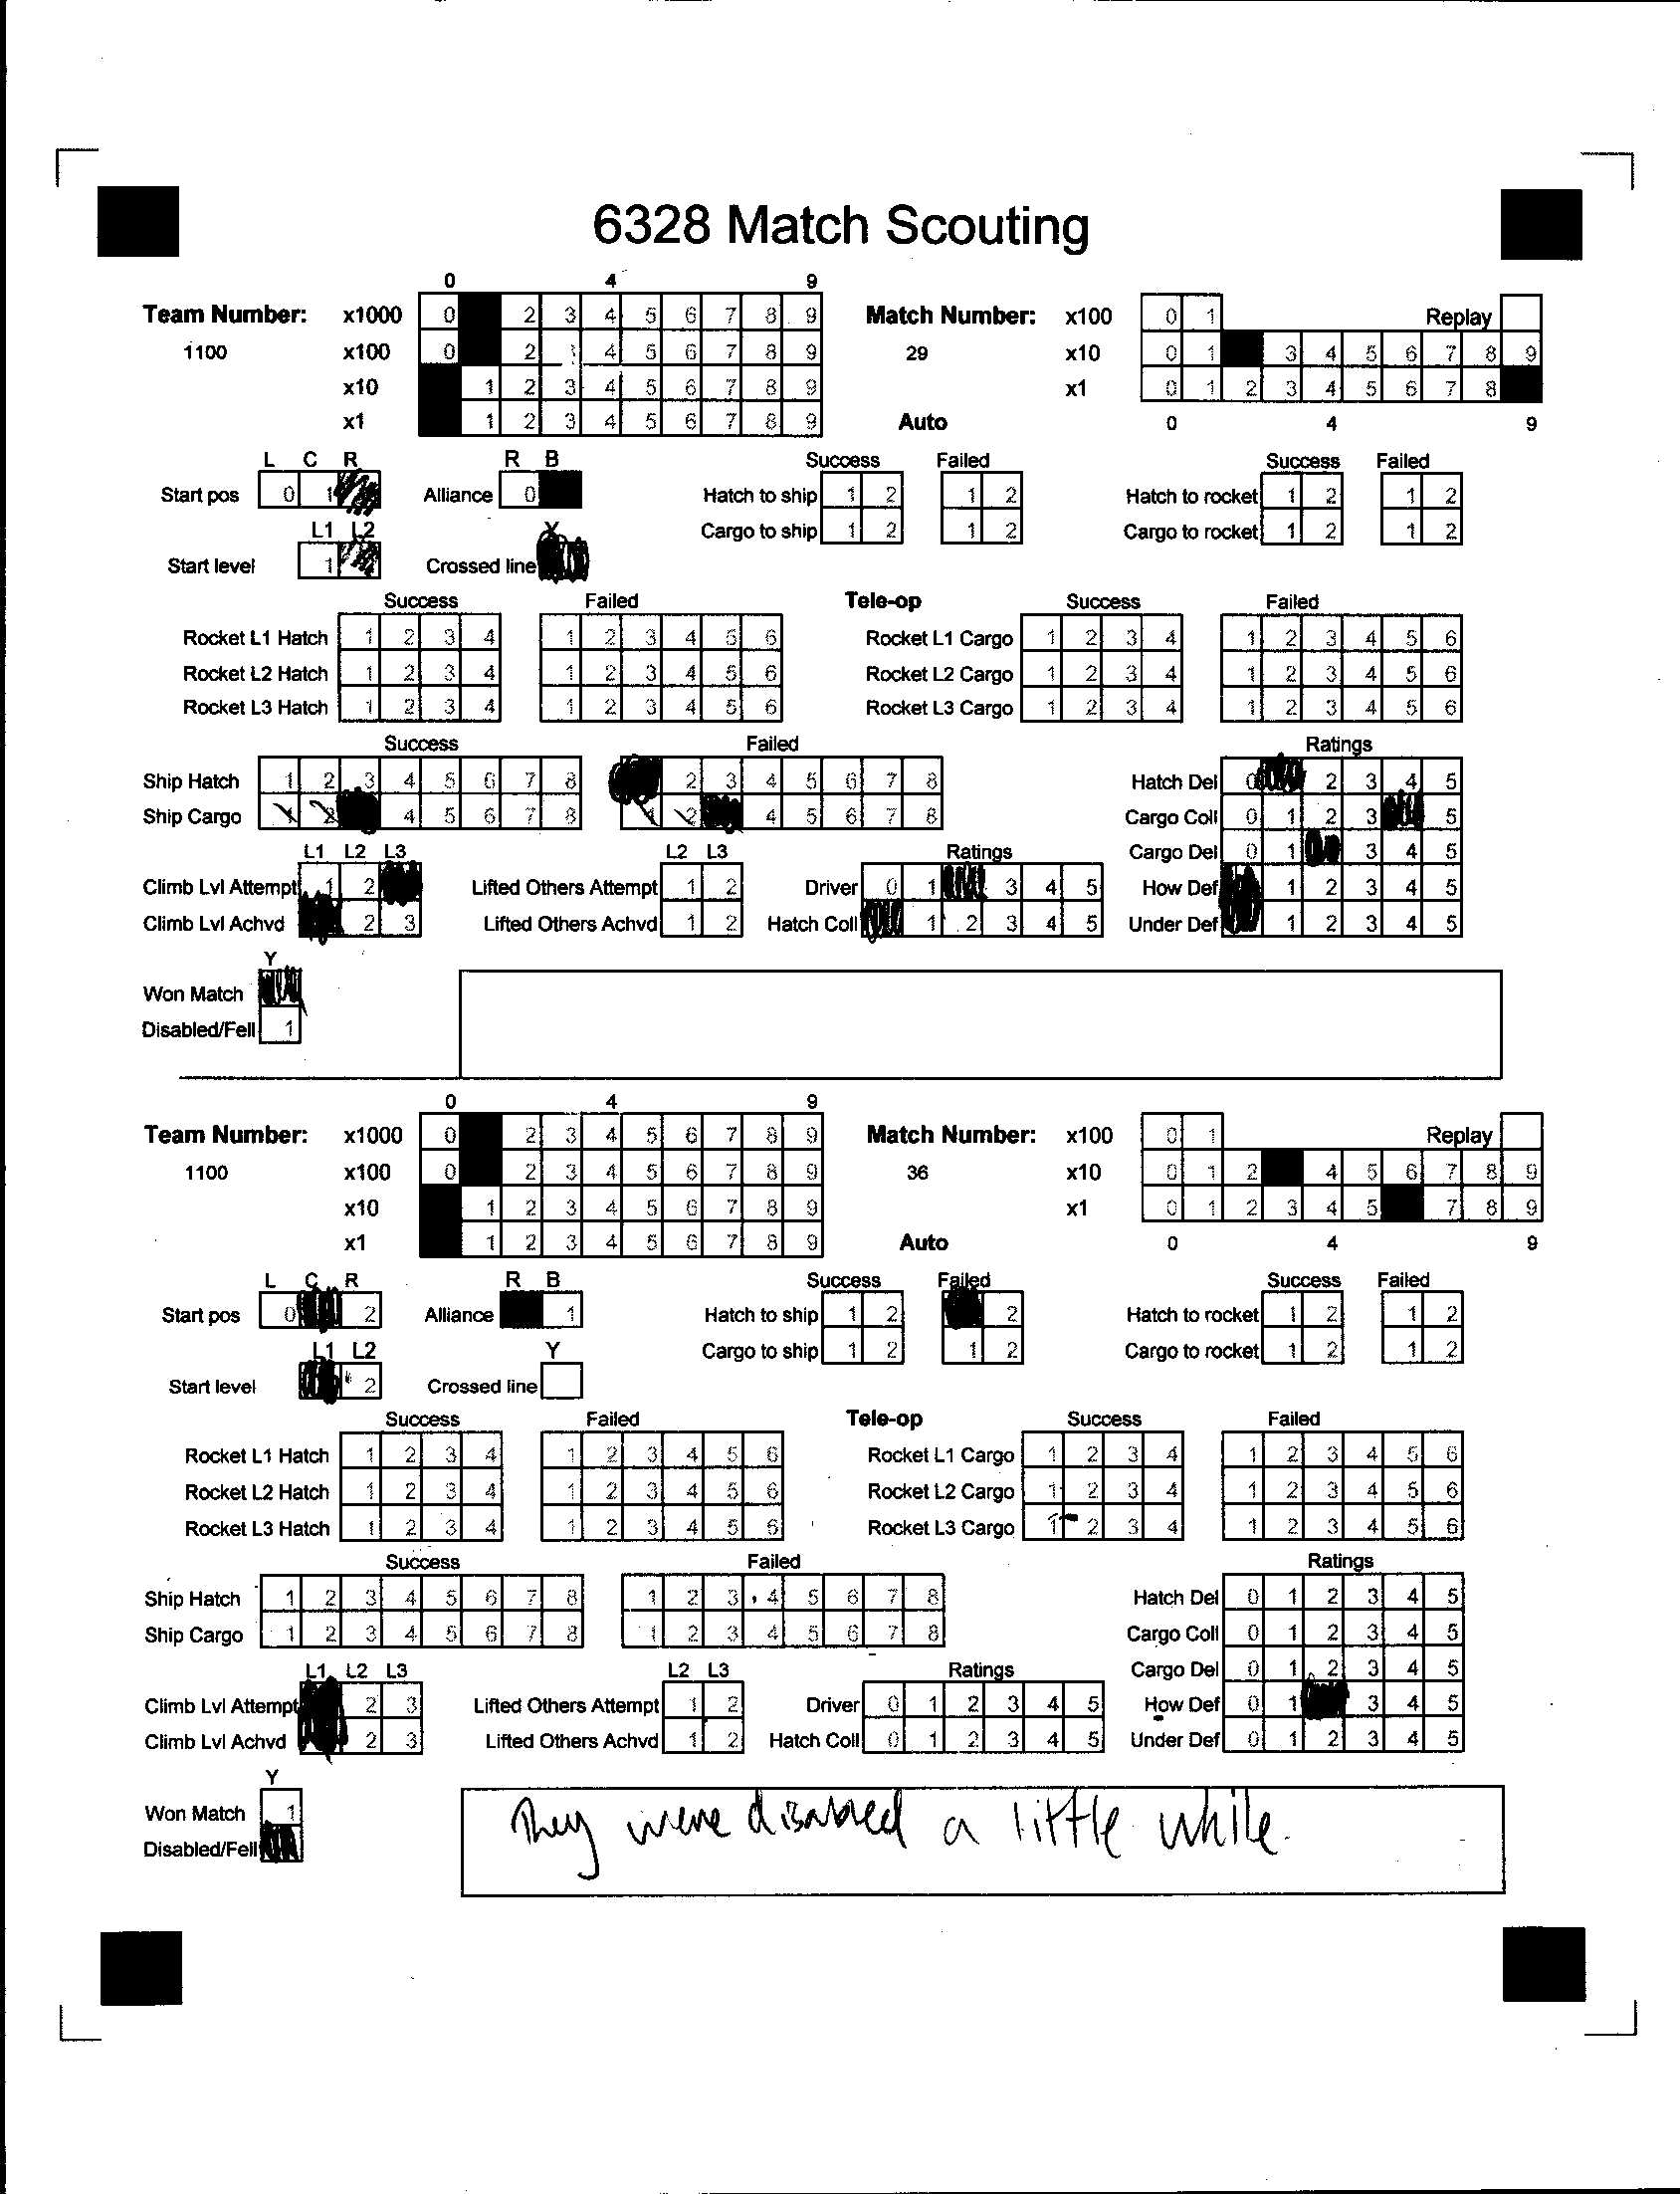 6328 Match Scouting
0 4 9
Team Number: x1000 0 2 3 4 5 6 7 8 9 Match Number: x100 0 1 Replay
1100 x100 0 2 3 4 5 6 7 8 9 29 x10 0 1 3 4 5 6 7 8 9
x10 1 2 3 4 5 6 7 8 9 x1 0 1 2 3 4 5 6 7 8
x1 1 2 3 4 5 6 7 8 9 Auto 0 4 9
L C R R B Success Failed Success Failed
Start pos 0 1 Alliance 0 Hatch to ship 1 2 1 2 Hatch to rocket 1 2 1 2
L1 L2 Y Cargo to ship 1 2 1 2 Cargo to rocket 1 2 1 2
Start level 1 Crossed line
Success Failed Tele-op Success Failed
Rocket L1 Hatch 1 2 3 4 1 2 3 4 5 6 Rocket L1 Cargo 1 2 3 4 1 2 3 4 5 6
Rocket L2 Hatch 1 2 3 4 1 2 3 4 5 6 Rocket L2 Cargo 1 2 3 4 1 2 3 4 5 6
Rocket L3 Hatch 1 2 3 4 1 2 3 4 5 6 Rocket L3 Cargo 1 2 3 4 1 2 3 4 5 6
Success Failed Ratings
Ship Hatch 1 2 3 4 5 6 7 8 2 3 4 5 6 7 8 Hatch Del 0 2 3 4 5
Ship Cargo 1 2 4 5 6 7 8 1 2 4 5 6 7 8 Cargo Coll 0 1 2 3 5
L1 L2 L3 L2 L3 Ratings Cargo Del 0 1 3 4 5
Climb Lvl Attempt 1 2 Lifted Others Attempt 1 2 Driver 0 1 3 4 5 How Def 1 2 3 4 5
Climb Lvl Achvd 2 3 Lifted Others Achvd 1 2 Hatch Coll 1 2 3 4 5 Under Def 1 2 3 4 5
Y
Won Match
Disabled/Fell 1
0 4 9
Team Number: x1000 0 2 3 4 5 6 7 8 9 Match Number: x100 0 1 Replay
1100 x100 0 2 3 4 5 6 7 8 9 36 x10 0 1 2 4 5 6 7 8 9
x10 1 2 3 4 5 6 7 8 9 x1 0 1 2 3 4 5 7 8 9
x1 1 2 3 4 5 6 7 8 9 Auto 0 4 9
L C R R B Success Failed Success Failed
Start pos 0 2 Alliance 1 Hatch to ship 1 2 2 Hatch to rocket 1 2 1 2
L1 L2 Y Cargo to ship 1 2 1 2 Cargo to rocket 1 2 1 2
Start level 2 Crossed line
Success Failed Tele-op Success Failed
Rocket L1 Hatch 1 2 3 4 1 2 3 4 5 6 Rocket L1 Cargo 1 2 3 4 1 2 3 4 5 6
Rocket L2 Hatch 1 2 3 4 1 2 3 4 5 6 Rocket L2 Cargo 1 2 3 4 1 2 3 4 5 6
Rocket L3 Hatch 1 2 3 4 1 2 3 4 5 6 Rocket L3 Cargo 1 2 3 4 1 2 3 4 5 6
Success Failed Ratings
Ship Hatch 1 2 3 4 5 6 7 8 1 2 3 4 5 6 7 8 Hatch Del 0 1 2 3 4 5
Ship Cargo 1 2 3 4 5 6 7 8 1 2 3 4 5 6 7 8 Cargo Coll 0 1 2 3 4 5
L1 L2 L3 L2 L3 Ratings Cargo Del 0 1 2 3 4 5
Climb Lvl Attempt 2 3 Lifted Others Attempt 1 2 Driver 0 1 2 3 4 5 How Def 0 1 3 4 5
Climb Lvl Achvd 2 3 Lifted Others Achvd 1 2 Hatch Coll 0 1 2 3 4 5 Under Def 0 1 2 3 4 5
Y
Won Match 1
Disabled/Fell
They were disabled a little while.